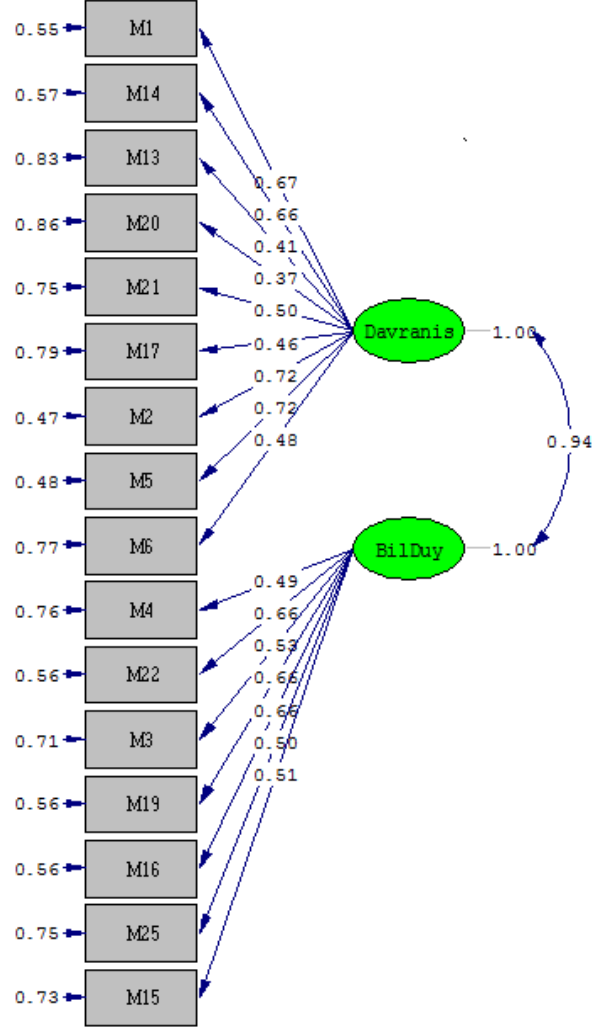 0.55 M1
0.57 M14
0.83 M13
0.67
0.86 M20 0.66
0.41
0.75 M21 0.37
0.50
0.79 M17 0.46 Davranis 1.00
0.72
0.47 M2 0.72
0.48 0.94
0.48 M5
0.77 M6 BilDuy 1.00
0.49
0.76 M4 0.66
0.53
0.56 M22 0.66
0.66
0.71 M3 0.50
0.51
0.56 M19
0.56 M16
0.75 M25
0.73 M15